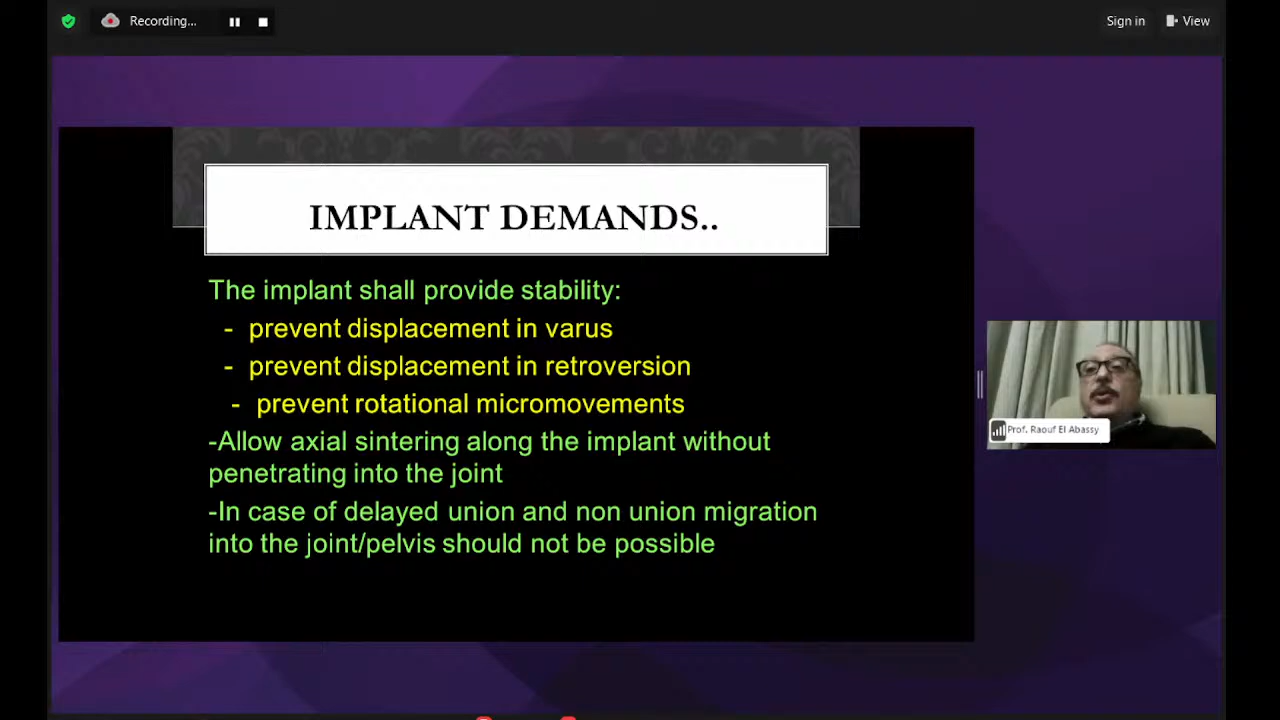 Recording...
Sign in
View
IMPLANT DEMANDS..
The implant shall provide stability:
- prevent displacement in varus
- prevent displacement in retroversion
- prevent rotational micromovements
-Allow axial sintering along the implant without
penetrating into the joint
-In case of delayed union and non union migration
into the joint/pelvis should not be possible
Prof. Raouf El Abassy